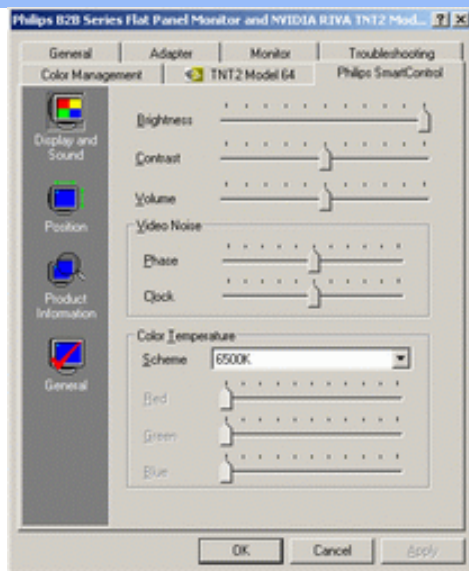 Philips B2B Series Flat Panel Monitor and NVIDIA RIVA TNT2 Mod...
General Adapter Monitor Troubleshooting
Color Management TNT2 Model 64 Philips SmartControl
Display and
Sound
Position
Product
Information
General
Brightness
Contrast
Volume
Video Noise
Phase
Clock
Color Temperature
Scheme 6500K
Red
Green
Blue
OK Cancel Apply